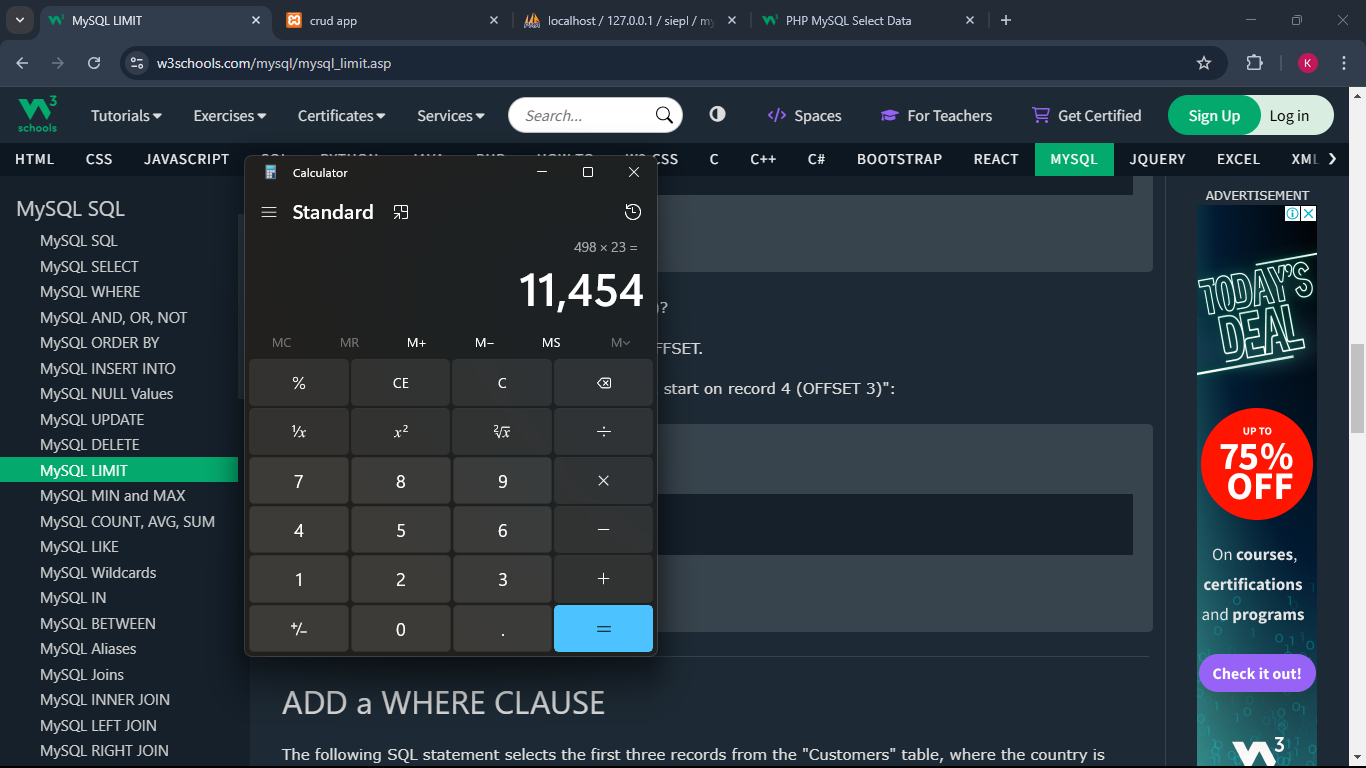 MySQL LIMIT
crud app
localhost / 127.0.0.1 / siepl / my
PHP MySQL Select Data
w3schools.com/mysql/mysql_limit.asp
K
W3
schools
Tutorials
Exercises
Certificates
Services
Search...
Spaces
For Teachers
Get Certified
Sign Up
Log in
HTML
CSS
JAVASCRIPT
C
C++
C#
BOOTSTRAP
REACT
MYSQL
JQUERY
EXCEL
MySQL SQL
MySQL SQL
MySQL SELECT
MySQL WHERE
MySQL AND, OR, NOT
MySQL ORDER BY
MySQL INSERT INTO
MySQL NULL Values
MySQL UPDATE
MySQL DELETE
MySQL LIMIT
MySQL MIN and MAX
MySQL COUNT, AVG, SUM
MySQL LIKE
MySQL Wildcards
MySQL IN
MySQL BETWEEN
MySQL Aliases
MySQL Joins
MySQL INNER JOIN
MySQL LEFT JOIN
MySQL RIGHT JOIN
Calculator
Standard
498 × 23 =
11,454
MC MR M+ M− MS M
% CE C
⅟x x² ²√x ÷
7 8 9 ×
4 5 6 −
1 2 3 +
+/− 0 . =
)?
FFSET.
start on record 4 (OFFSET 3)":
ADD a WHERE CLAUSE
The following SQL statement selects the first three records from the "Customers" table, where the country is
ADVERTISEMENT
TODAY'S
DEAL
UP TO
75%
OFF
On courses,
certifications
and programs
Check it out!
W3